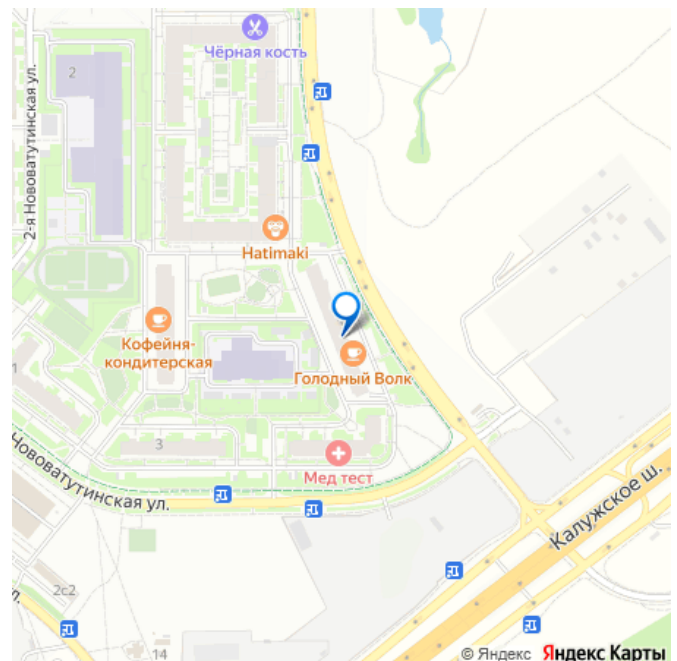 Чёрная кость
2
2-я Нововатутинская ул.
Hatimaki
Кофейня-
кондитерская
Голодный Волк
1
3
Мед тест
Нововатутинская ул.
Калужское ш.
2с2
л.
14
© Яндекс Яндекс Карты